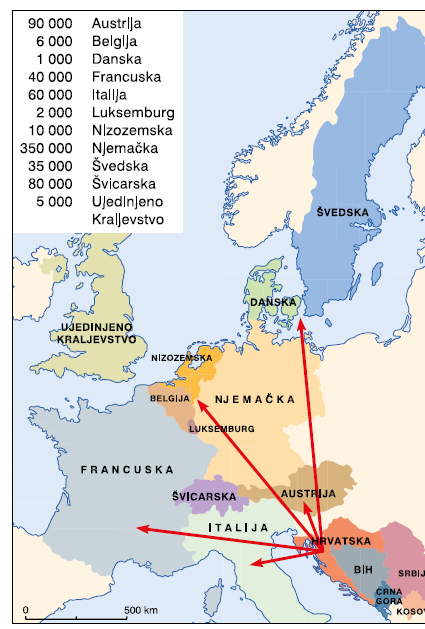 90 000 Austrija
6 000 Belgija
1 000 Danska
40 000 Francuska
60 000 Italija
2 000 Luksemburg
10 000 Nizozemska
350 000 Njemačka
35 000 Švedska
80 000 Švicarska
5 000 Ujedinjeno
Kraljevstvo
ŠVEDSKA
DANSKA
UJEDINJENO
KRALJEVSTVO
NIZOZEMSKA
BELGIJA
NJEMAČKA
LUKSEMBURG
FRANCUSKA
ŠVICARSKA
AUSTRIJA
ITALIJA
HRVATSKA
BIH
SRBIJ
CRNA
GORA
KOSOV
0 500 km